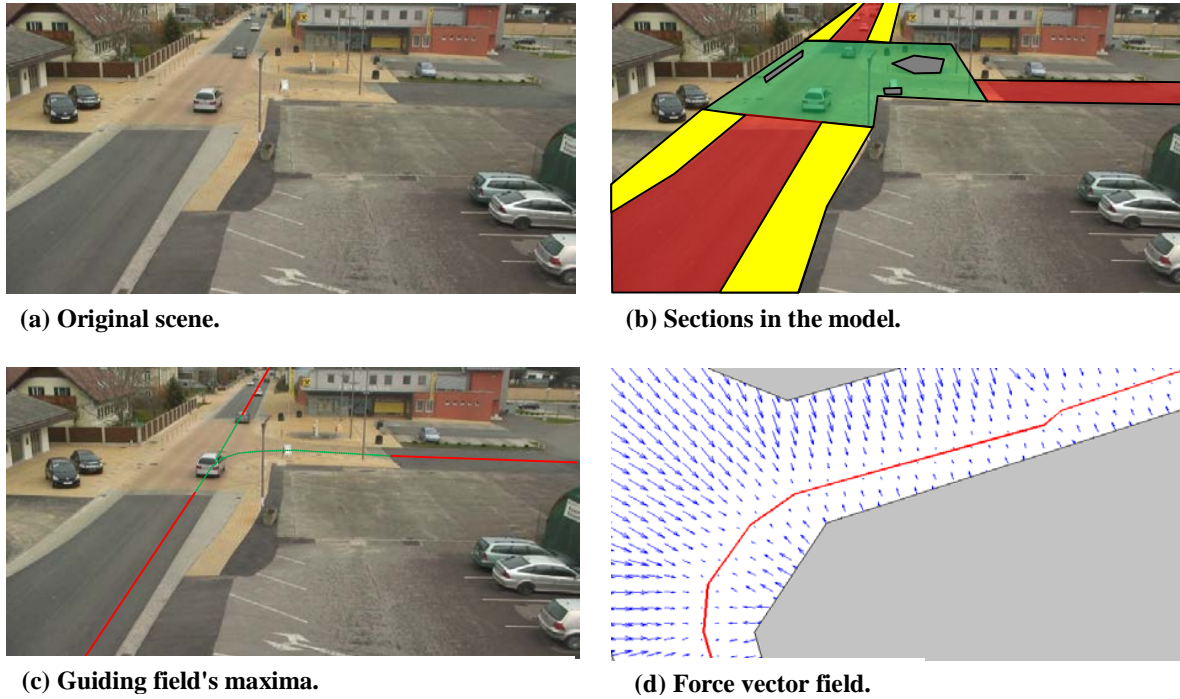 (a) Original scene.
(b) Sections in the model.
(c) Guiding field's maxima.
(d) Force vector field.